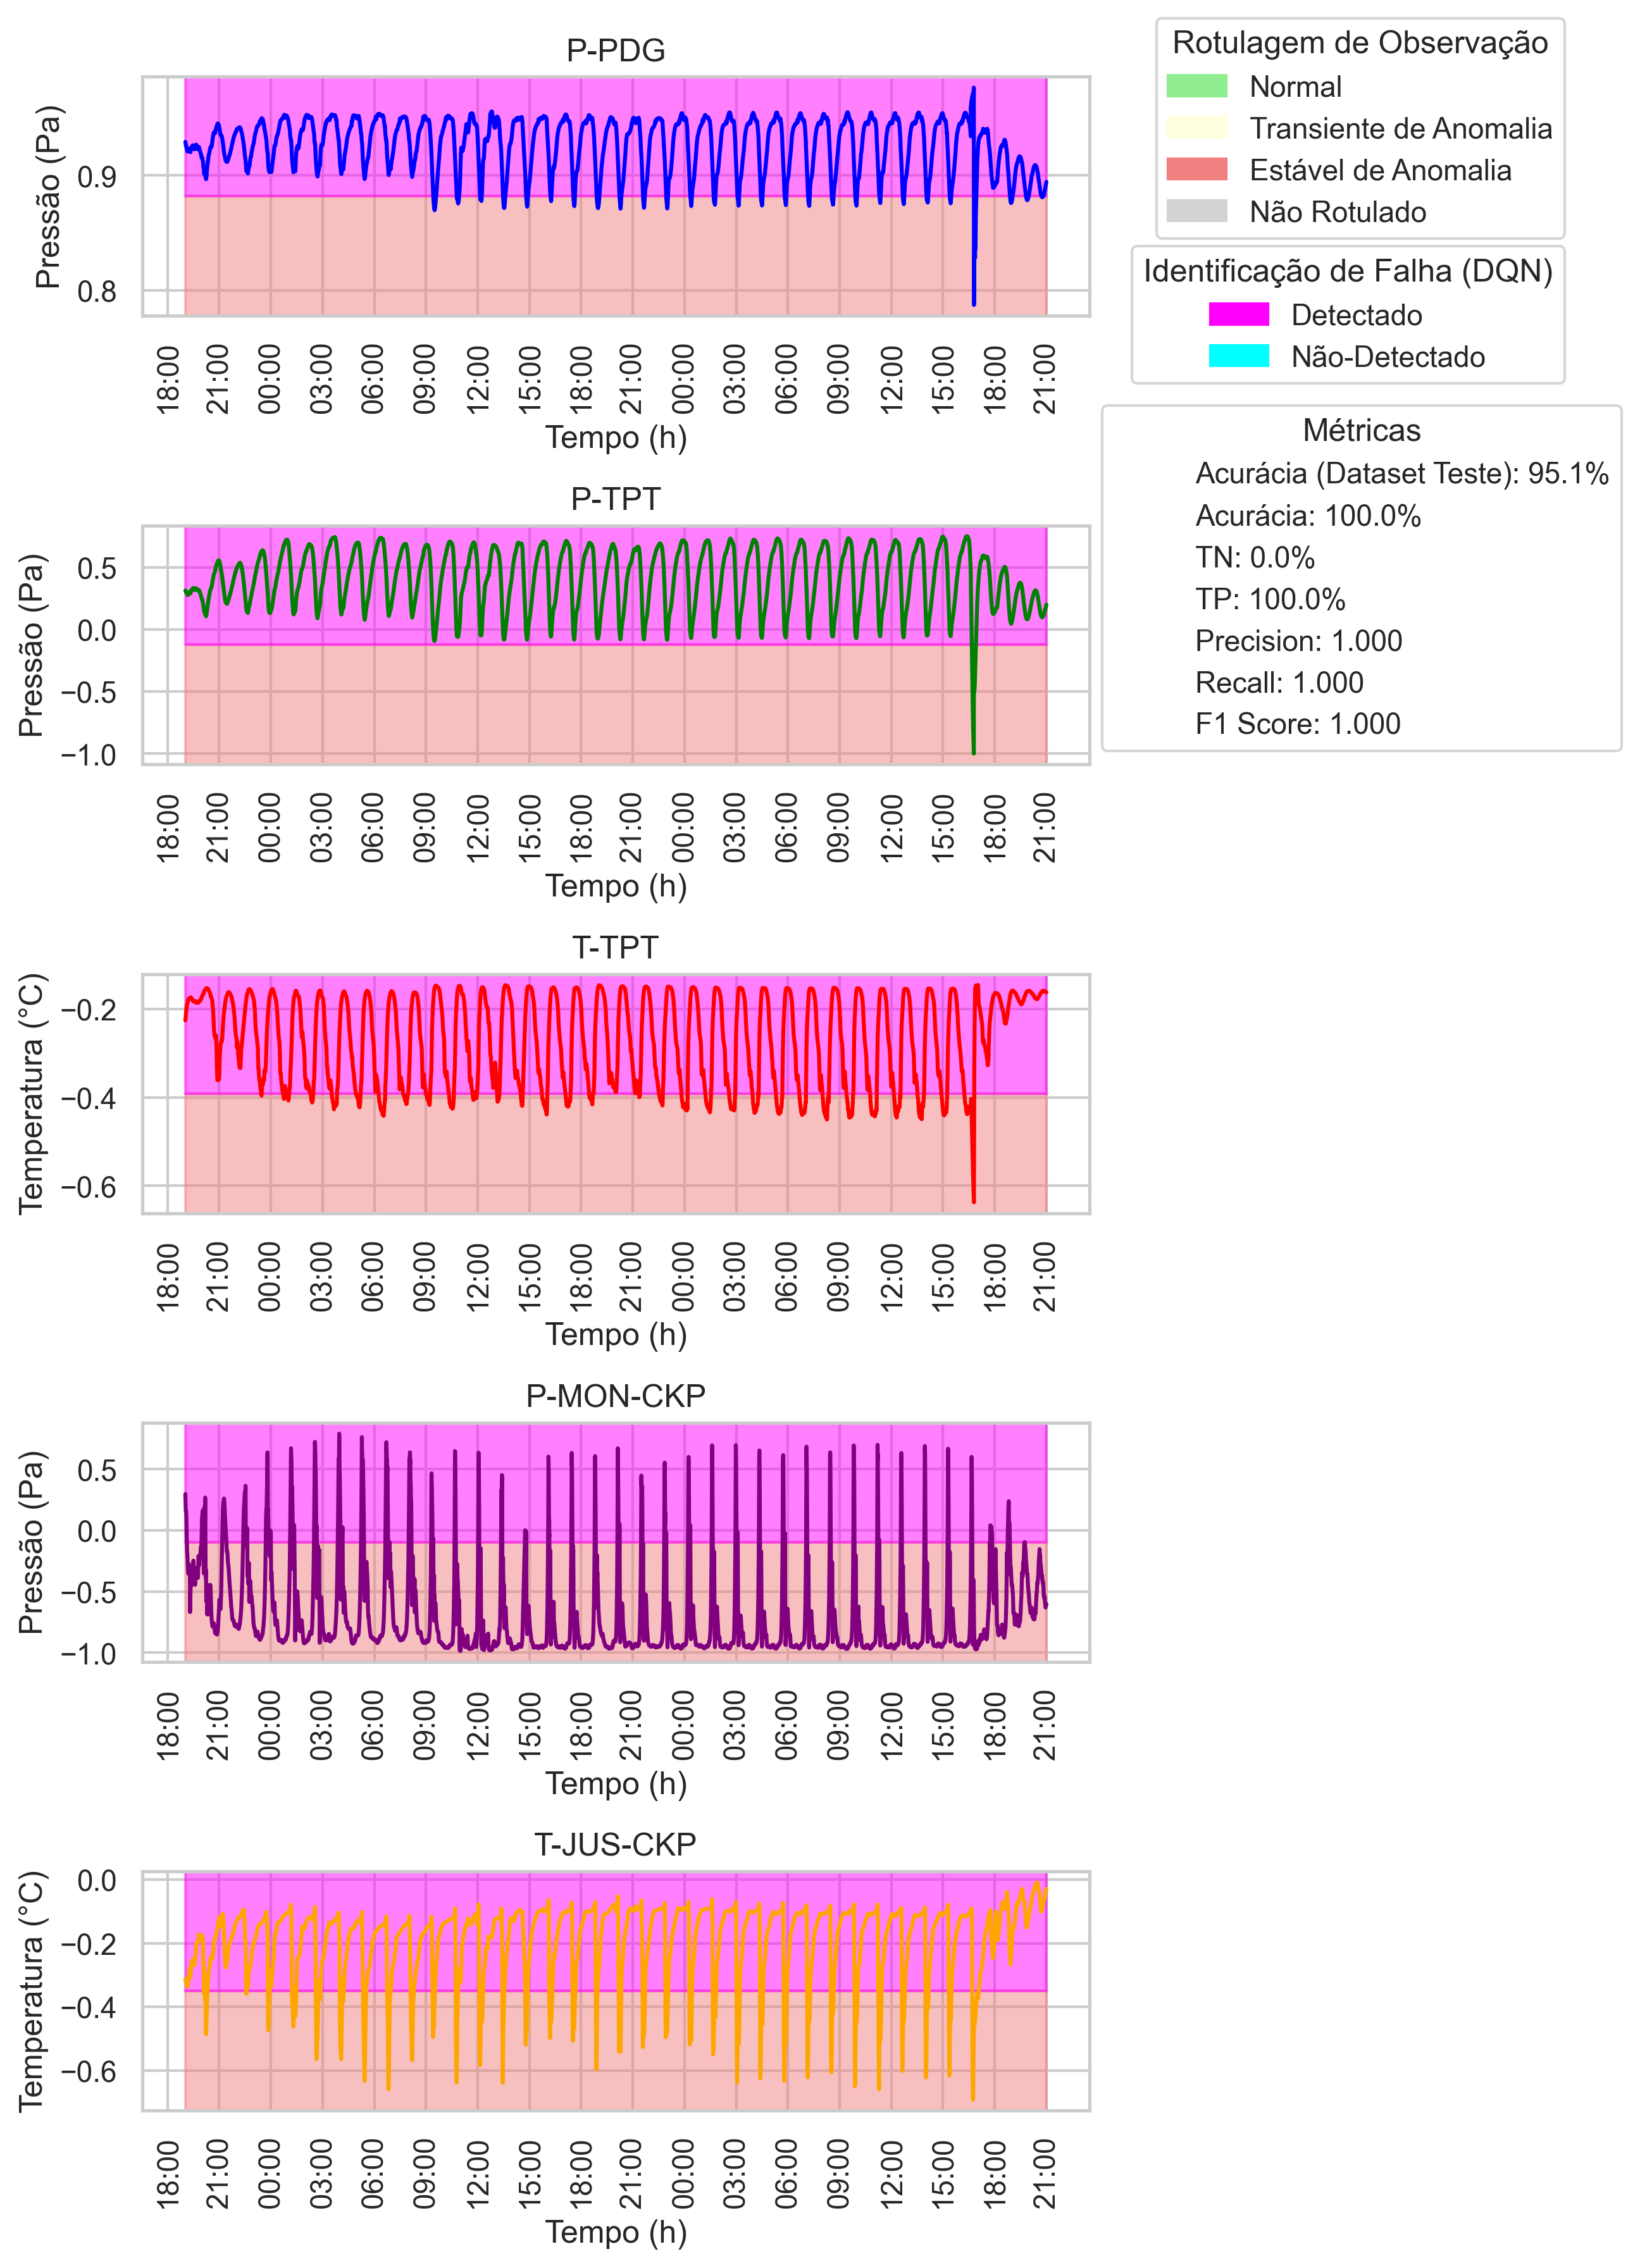 P-PDG
Pressão (Pa)
0.9
0.8
18:00 21:00 00:00 03:00 06:00 09:00 12:00 15:00 18:00 21:00 00:00 03:00 06:00 09:00 12:00 15:00 18:00 21:00
Tempo (h)
Rotulagem de Observação
Normal
Transiente de Anomalia
Estável de Anomalia
Não Rotulado
Identificação de Falha (DQN)
Detectado
Não-Detectado
Métricas
Acurácia (Dataset Teste): 95.1%
Acurácia: 100.0%
TN: 0.0%
TP: 100.0%
Precision: 1.000
Recall: 1.000
F1 Score: 1.000
P-TPT
Pressão (Pa)
0.5
0.0
−0.5
−1.0
18:00 21:00 00:00 03:00 06:00 09:00 12:00 15:00 18:00 21:00 00:00 03:00 06:00 09:00 12:00 15:00 18:00 21:00
Tempo (h)
T-TPT
Temperatura (°C)
−0.2
−0.4
−0.6
18:00 21:00 00:00 03:00 06:00 09:00 12:00 15:00 18:00 21:00 00:00 03:00 06:00 09:00 12:00 15:00 18:00 21:00
Tempo (h)
P-MON-CKP
Pressão (Pa)
0.5
0.0
−0.5
−1.0
18:00 21:00 00:00 03:00 06:00 09:00 12:00 15:00 18:00 21:00 00:00 03:00 06:00 09:00 12:00 15:00 18:00 21:00
Tempo (h)
T-JUS-CKP
Temperatura (°C)
0.0
−0.2
−0.4
−0.6
18:00 21:00 00:00 03:00 06:00 09:00 12:00 15:00 18:00 21:00 00:00 03:00 06:00 09:00 12:00 15:00 18:00 21:00
Tempo (h)